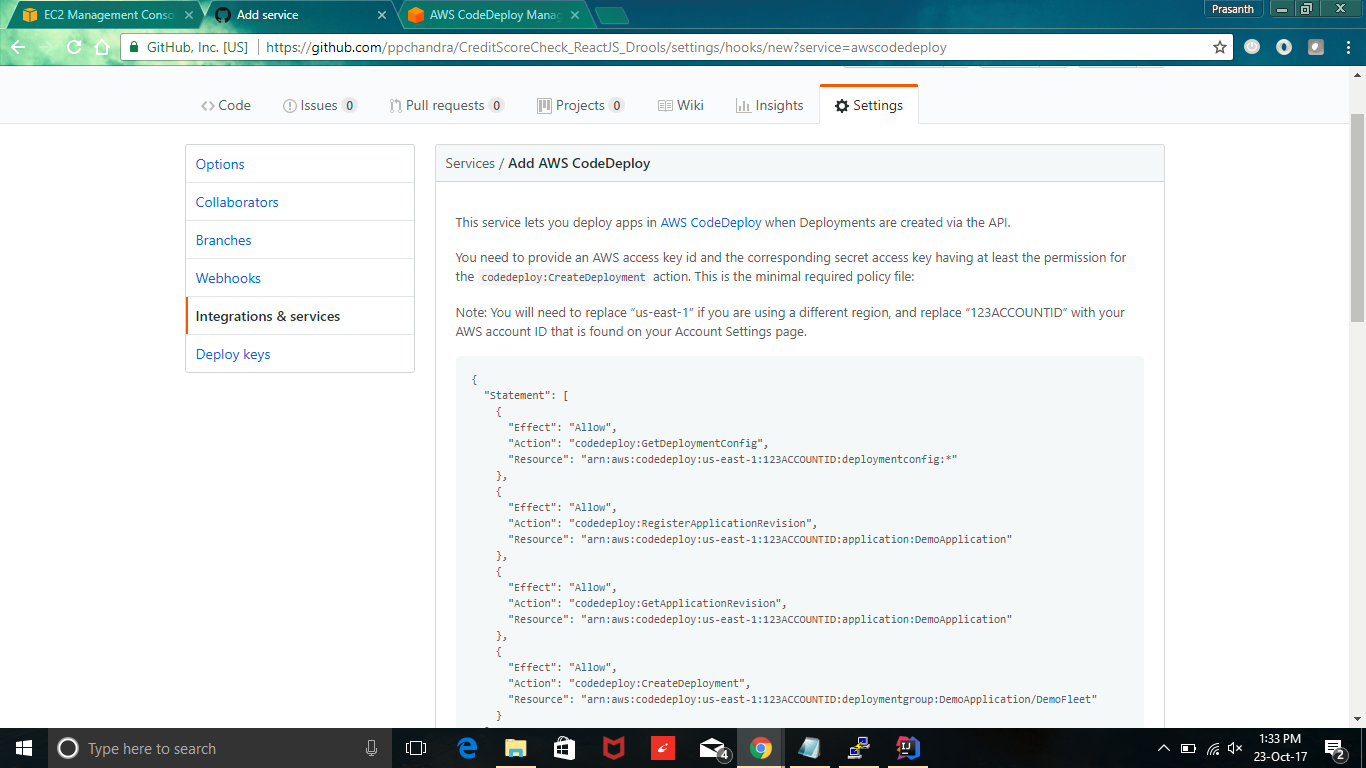 EC2 Management Conso
Add service
AWS CodeDeploy Manag
Prasanth
GitHub, Inc. [US]
https://github.com/ppchandra/CreditScoreCheck_ReactJS_Drools/settings/hooks/new?service=awscodedeploy
Code
Issues 0
Pull requests 0
Projects 0
Wiki
Insights
Settings
Options
Collaborators
Branches
Webhooks
Integrations & services
Deploy keys
Services / Add AWS CodeDeploy
This service lets you deploy apps in AWS CodeDeploy when Deployments are created via the API.
You need to provide an AWS access key id and the corresponding secret access key having at least the permission for
the codedeploy:CreateDeployment action. This is the minimal required policy file:
Note: You will need to replace “us-east-1” if you are using a different region, and replace “123ACCOUNTID” with your
AWS account ID that is found on your Account Settings page.
{
"Statement": [
{
"Effect": "Allow",
"Action": "codedeploy:GetDeploymentConfig",
"Resource": "arn:aws:codedeploy:us-east-1:123ACCOUNTID:deploymentconfig:*"
},
{
"Effect": "Allow",
"Action": "codedeploy:RegisterApplicationRevision",
"Resource": "arn:aws:codedeploy:us-east-1:123ACCOUNTID:application:DemoApplication"
},
{
"Effect": "Allow",
"Action": "codedeploy:GetApplicationRevision",
"Resource": "arn:aws:codedeploy:us-east-1:123ACCOUNTID:application:DemoApplication"
},
{
"Effect": "Allow",
"Action": "codedeploy:CreateDeployment",
"Resource": "arn:aws:codedeploy:us-east-1:123ACCOUNTID:deploymentgroup:DemoApplication/DemoFleet"
}
Type here to search
4
IJ
1:33 PM
23-Oct-17
2